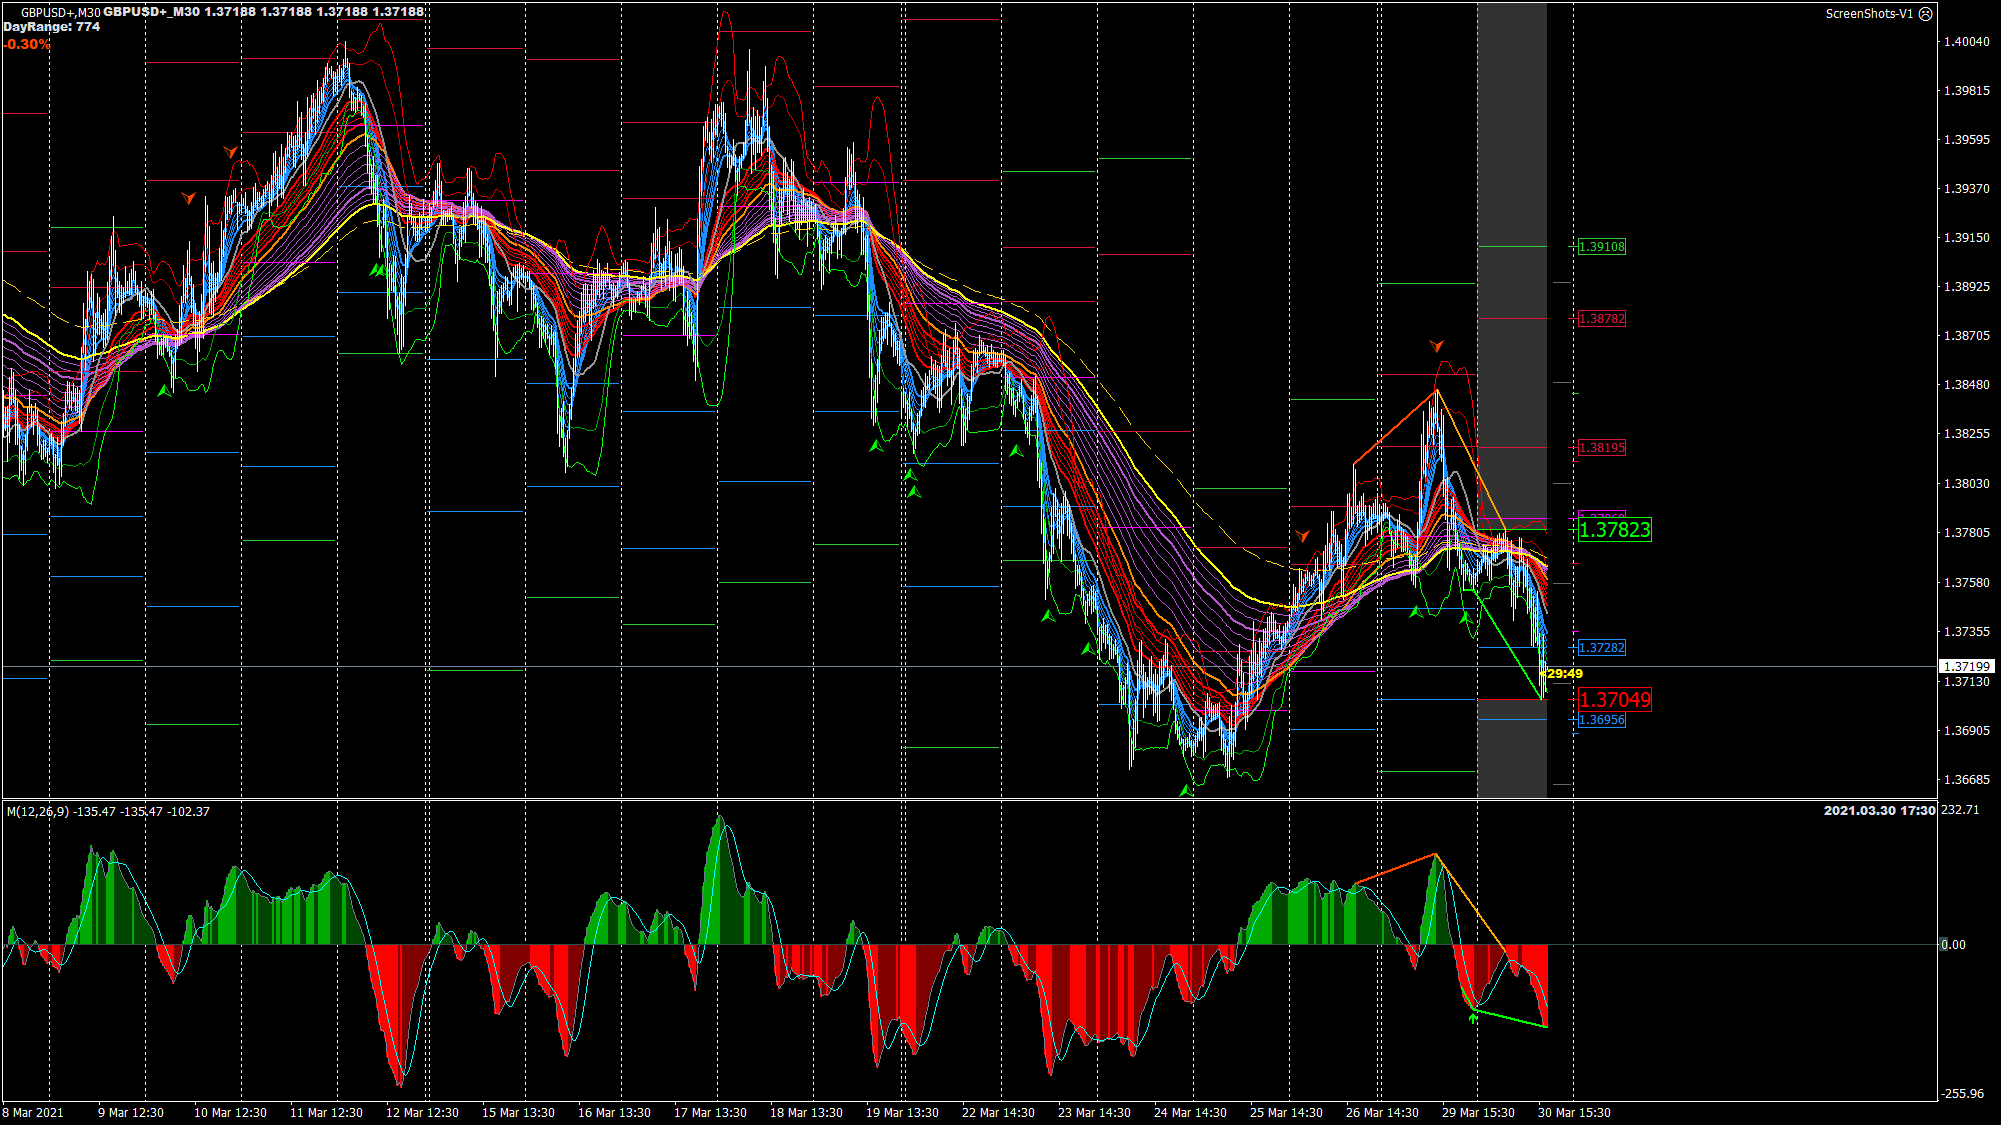 GBPUSD+,M30 GBPUSD+_M30 1.37188 1.37188 1.37188 1.37188
DayRange: 774
-0.30%
ScreenShots-V1
1.40040
1.39815
1.39595
1.39370
1.39150
1.39108
1.38925
1.38782
1.38705
1.38480
1.38255
1.38195
1.38030
1.37823
1.37805
1.37580
1.37355
1.37282
1.37199
29:49
1.37130
1.37049
1.36956
1.36905
1.36685
M(12,26,9) -135.47 -135.47 -102.37
2021.03.30 17:30
232.71
0.00
-255.96
8 Mar 2021
9 Mar 12:30
10 Mar 12:30
11 Mar 12:30
12 Mar 12:30
15 Mar 13:30
16 Mar 13:30
17 Mar 13:30
18 Mar 13:30
19 Mar 13:30
22 Mar 14:30
23 Mar 14:30
24 Mar 14:30
25 Mar 14:30
26 Mar 14:30
29 Mar 15:30
30 Mar 15:30